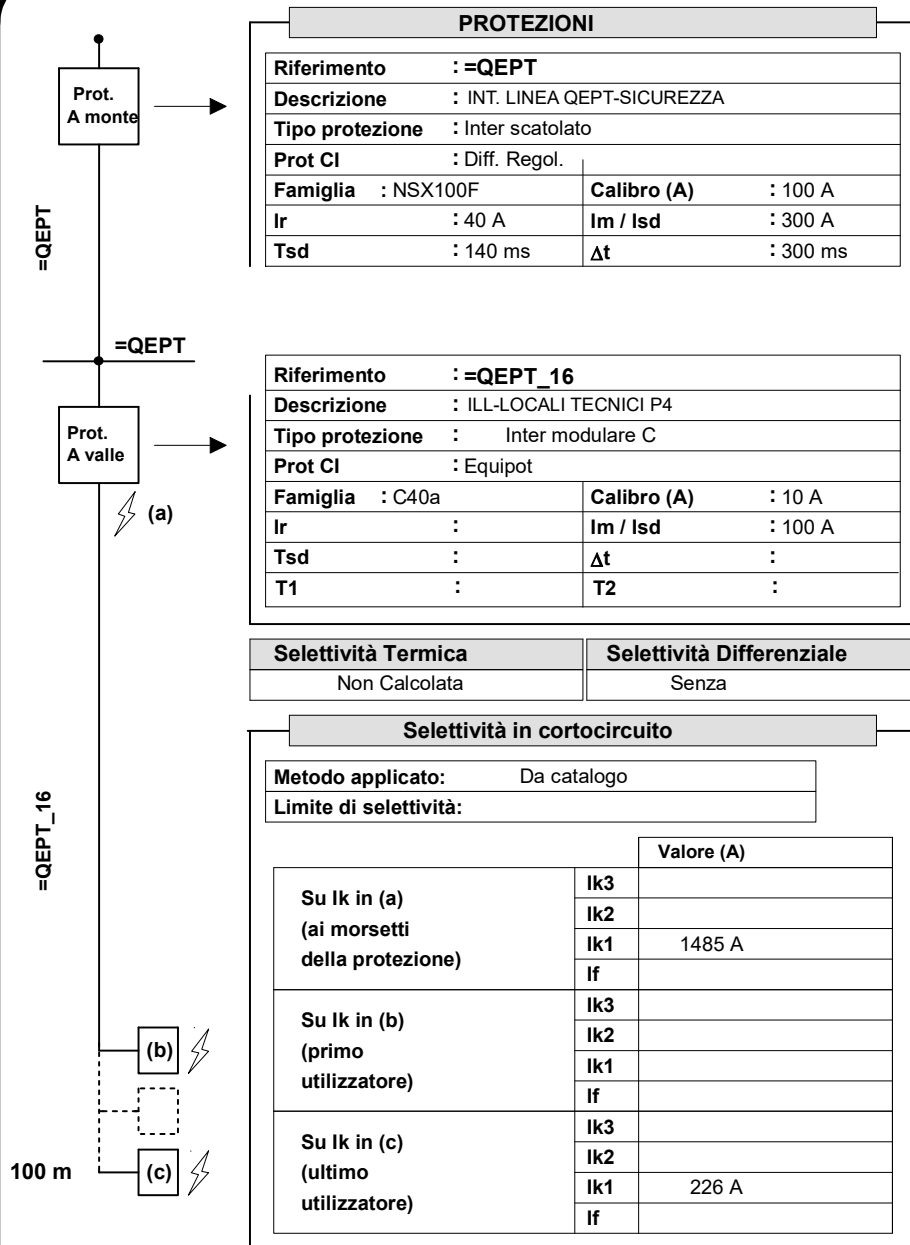 PROTEZIONI
Prot.
A monte
Riferimento : =QEPT
Descrizione : INT. LINEA QEPT-SICUREZZA
Tipo protezione : Inter scatolato
Prot CI : Diff. Regol.
Famiglia : NSX100F Calibro (A) : 100 A
Ir : 40 A Im / Isd : 300 A
Tsd : 140 ms Δt : 300 ms
=QEPT
=QEPT
Prot.
A valle
(a)
Riferimento : =QEPT_16
Descrizione : ILL-LOCALI TECNICI P4
Tipo protezione : Inter modulare C
Prot CI : Equipot
Famiglia : C40a Calibro (A) : 10 A
Ir : Im / Isd : 100 A
Tsd : Δt :
T1 : T2 :
Selettività Termica Selettività Differenziale
Non Calcolata Senza
Selettività in cortocircuito
Metodo applicato: Da catalogo
Limite di selettività:
=QEPT_16
Valore (A)
Su Ik in (a)
(ai morsetti
della protezione)
Ik3
Ik2
Ik1 1485 A
If
Su Ik in (b)
(primo
utilizzatore)
Ik3
Ik2
Ik1
If
Su Ik in (c)
(ultimo
utilizzatore)
Ik3
Ik2
Ik1 226 A
If
(b)
100 m (c)